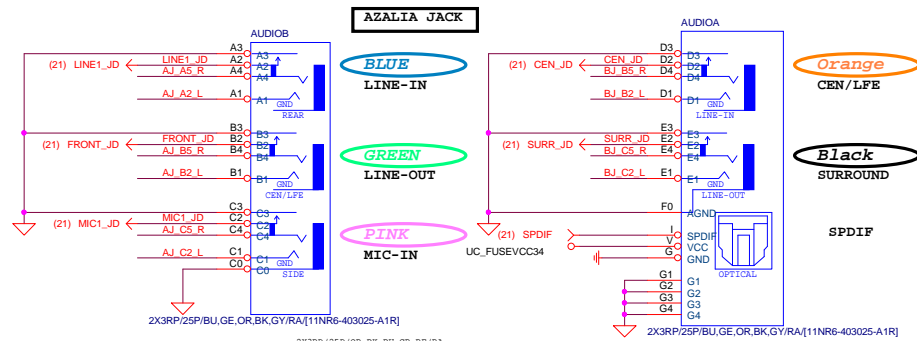 AZALIA JACK
AUDIOB
A3 A3
(21) LINE1_JD LINE1_JD A2 A2
AJ_A5_R A4 A4
AJ_A2_L A1 A1
GND
REAR
BLUE
LINE-IN
B3 B3
(21) FRONT_JD FRONT_JD B2 B2
AJ_B5_R B4 B4
AJ_B2_L B1 B1
GND
CEN/LFE
GREEN
LINE-OUT
C3 C3
(21) MIC1_JD MIC1_JD C2 C2
AJ_C5_R C4 C4
AJ_C2_L C1 C1
GND
C0 C0
SIDE
PINK
MIC-IN
2X3RP/25P/BU,GE,OR,BK,GY/RA/[11NR6-403025-A1R]
AUDIOA
D3 D3
(21) CEN_JD CEN_JD D2 D2
BJ_B5_R D4 D4
BJ_B2_L D1 D1
GND
LINE-IN
Orange
CEN/LFE
E3 E3
(21) SURR_JD SURR_JD E2 E2
BJ_C5_R E4 E4
BJ_C2_L E1 E1
GND
LINE-OUT
Black
SURROUND
F0 AGND
(21) SPDIF I SPDIF
UC_FUSEVCC34 V VCC
G GND
OPTICAL
SPDIF
G1 G1
G2 G2
G3 G3
G4 G4
2X3RP/25P/BU,GE,OR,BK,GY/RA/[11NR6-403025-A1R]